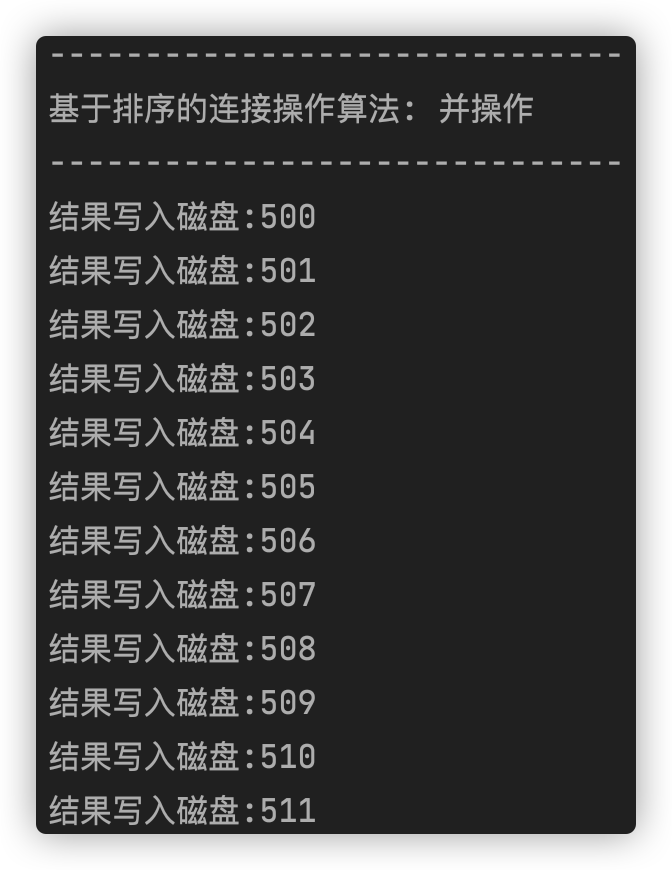 ------------------------------
基于排序的连接操作算法: 并操作
------------------------------
结果写入磁盘:500
结果写入磁盘:501
结果写入磁盘:502
结果写入磁盘:503
结果写入磁盘:504
结果写入磁盘:505
结果写入磁盘:506
结果写入磁盘:507
结果写入磁盘:508
结果写入磁盘:509
结果写入磁盘:510
结果写入磁盘:511